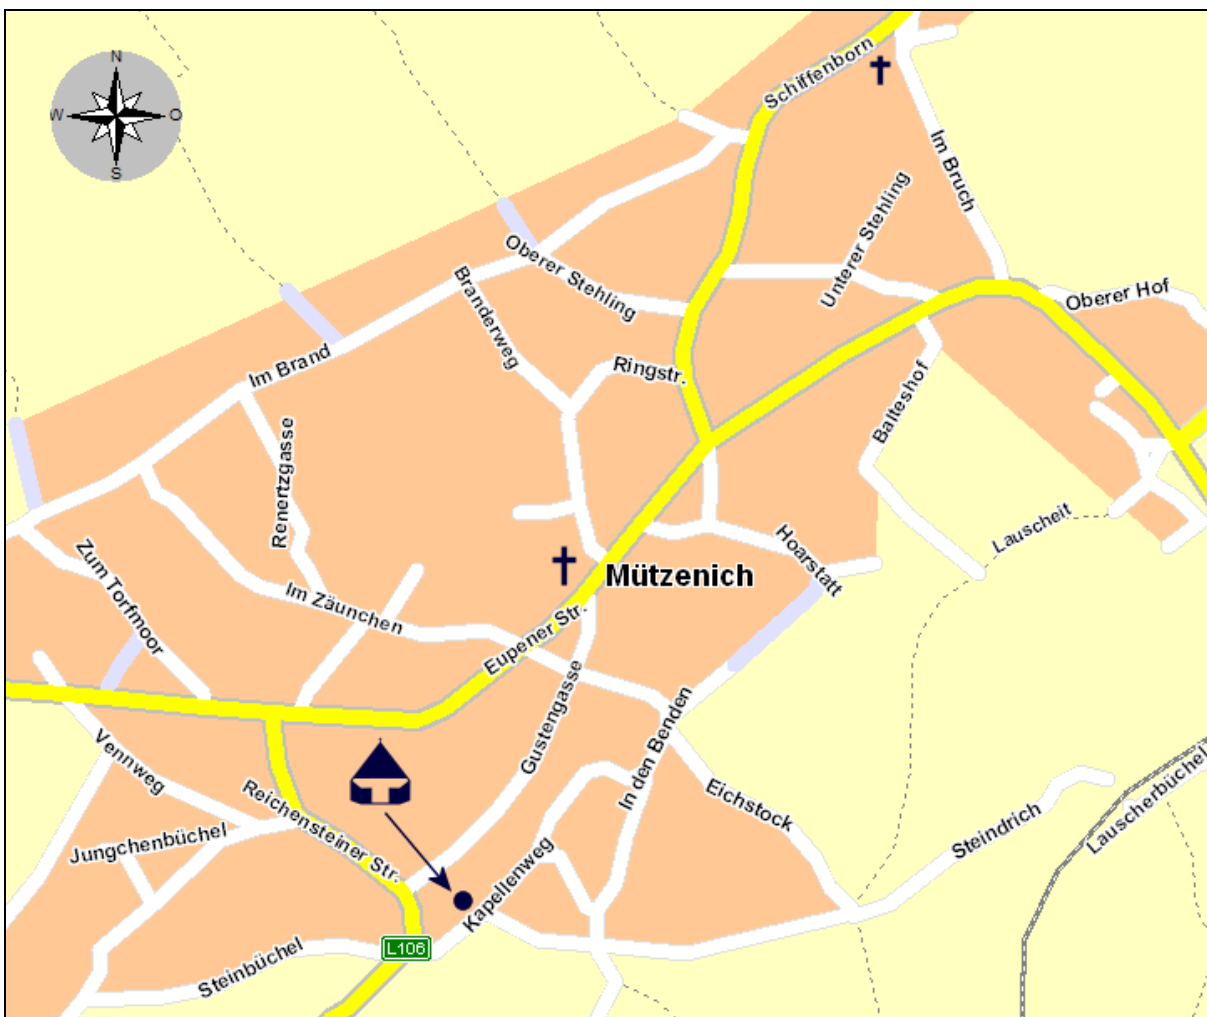 N
W
O
S
Schiffenborn
Im Bruch
Unterer Stehling
Oberer Stehling
Oberer Hof
Branderweg
Im Brand
Ringstr.
Balteshof
Renertzgasse
Lauscheit
Hoarstatt
Zum Torfmoor
Mützenich
Im Zäunchen
Eupener Str.
Gustengasse
In den Benden
Vennweg
Eichstock
Lauscherbüchel
Reichensteiner Str.
Steindrich
Jungchenbüchel
Kapellenweg
L106
Steinbüchel